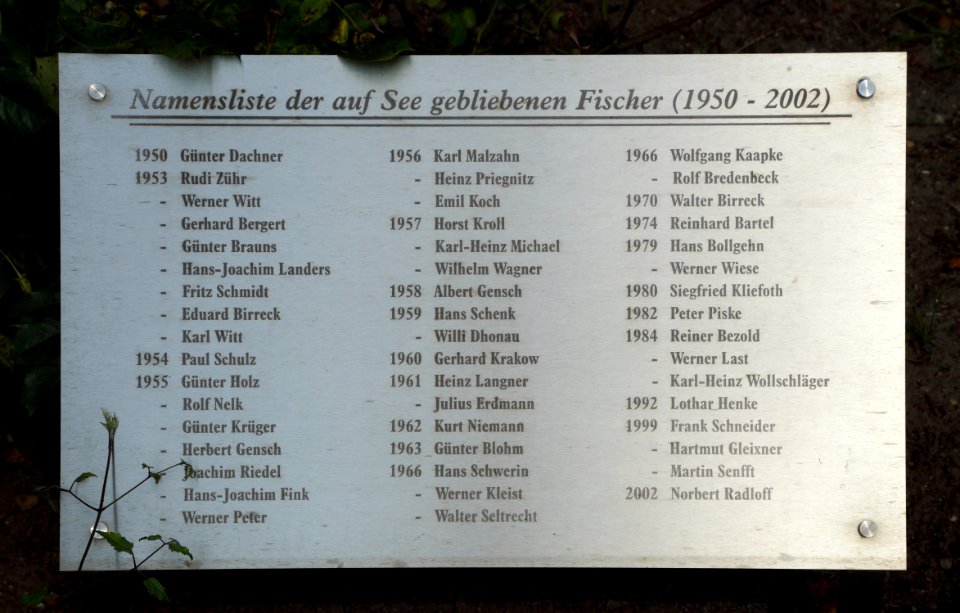 Namensliste der auf See gebliebenen Fischer (1950 - 2002)
1950 Günter Dachner
1953 Rudi Zühr
- Werner Witt
- Gerhard Bergert
- Günter Brauns
- Hans-Joachim Landers
- Fritz Schmidt
- Eduard Birreck
- Karl Witt
1954 Paul Schulz
1955 Günter Holz
- Rolf Nelk
- Günter Krüger
- Herbert Gensch
- Joachim Riedel
- Hans-Joachim Fink
- Werner Peter
1956 Karl Malzahn
- Heinz Priegnitz
- Emil Koch
1957 Horst Kroll
- Karl-Heinz Michael
- Wilhelm Wagner
1958 Albert Gensch
1959 Hans Schenk
- Willi Dhonau
1960 Gerhard Krakow
1961 Heinz Langner
- Julius Erdmann
1962 Kurt Niemann
1963 Günter Blohm
1966 Hans Schwerin
- Werner Kleist
- Walter Seltrecht
1966 Wolfgang Kaapke
- Rolf Bredenbeck
1970 Walter Birreck
1974 Reinhard Bartel
1979 Hans Bollgehn
- Werner Wiese
1980 Siegfried Kliefoth
1982 Peter Piske
1984 Reiner Bezold
- Werner Last
- Karl-Heinz Wollschläger
1992 Lothar Henke
1999 Frank Schneider
- Hartmut Gleixner
- Martin Senfft
2002 Norbert Radloff